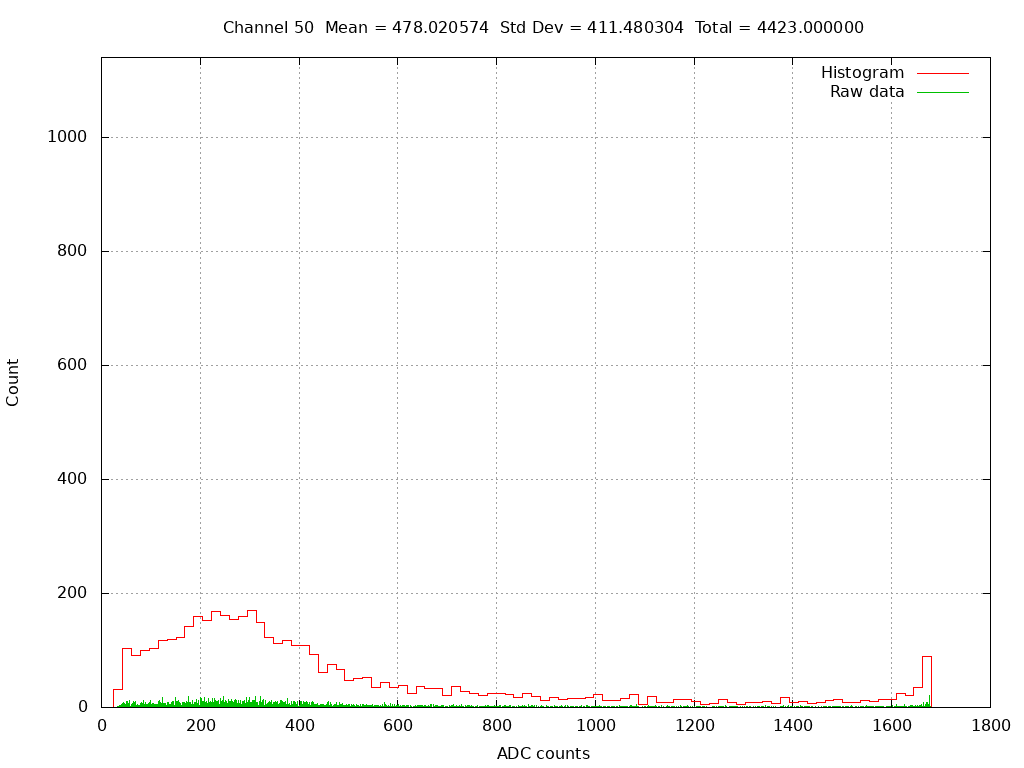 Channel 50  Mean = 478.020574  Std Dev = 411.480304  Total = 4423.000000
Histogram
Raw data
1000
800
600
400
200
0
Count
0 200 400 600 800 1000 1200 1400 1600 1800
ADC counts